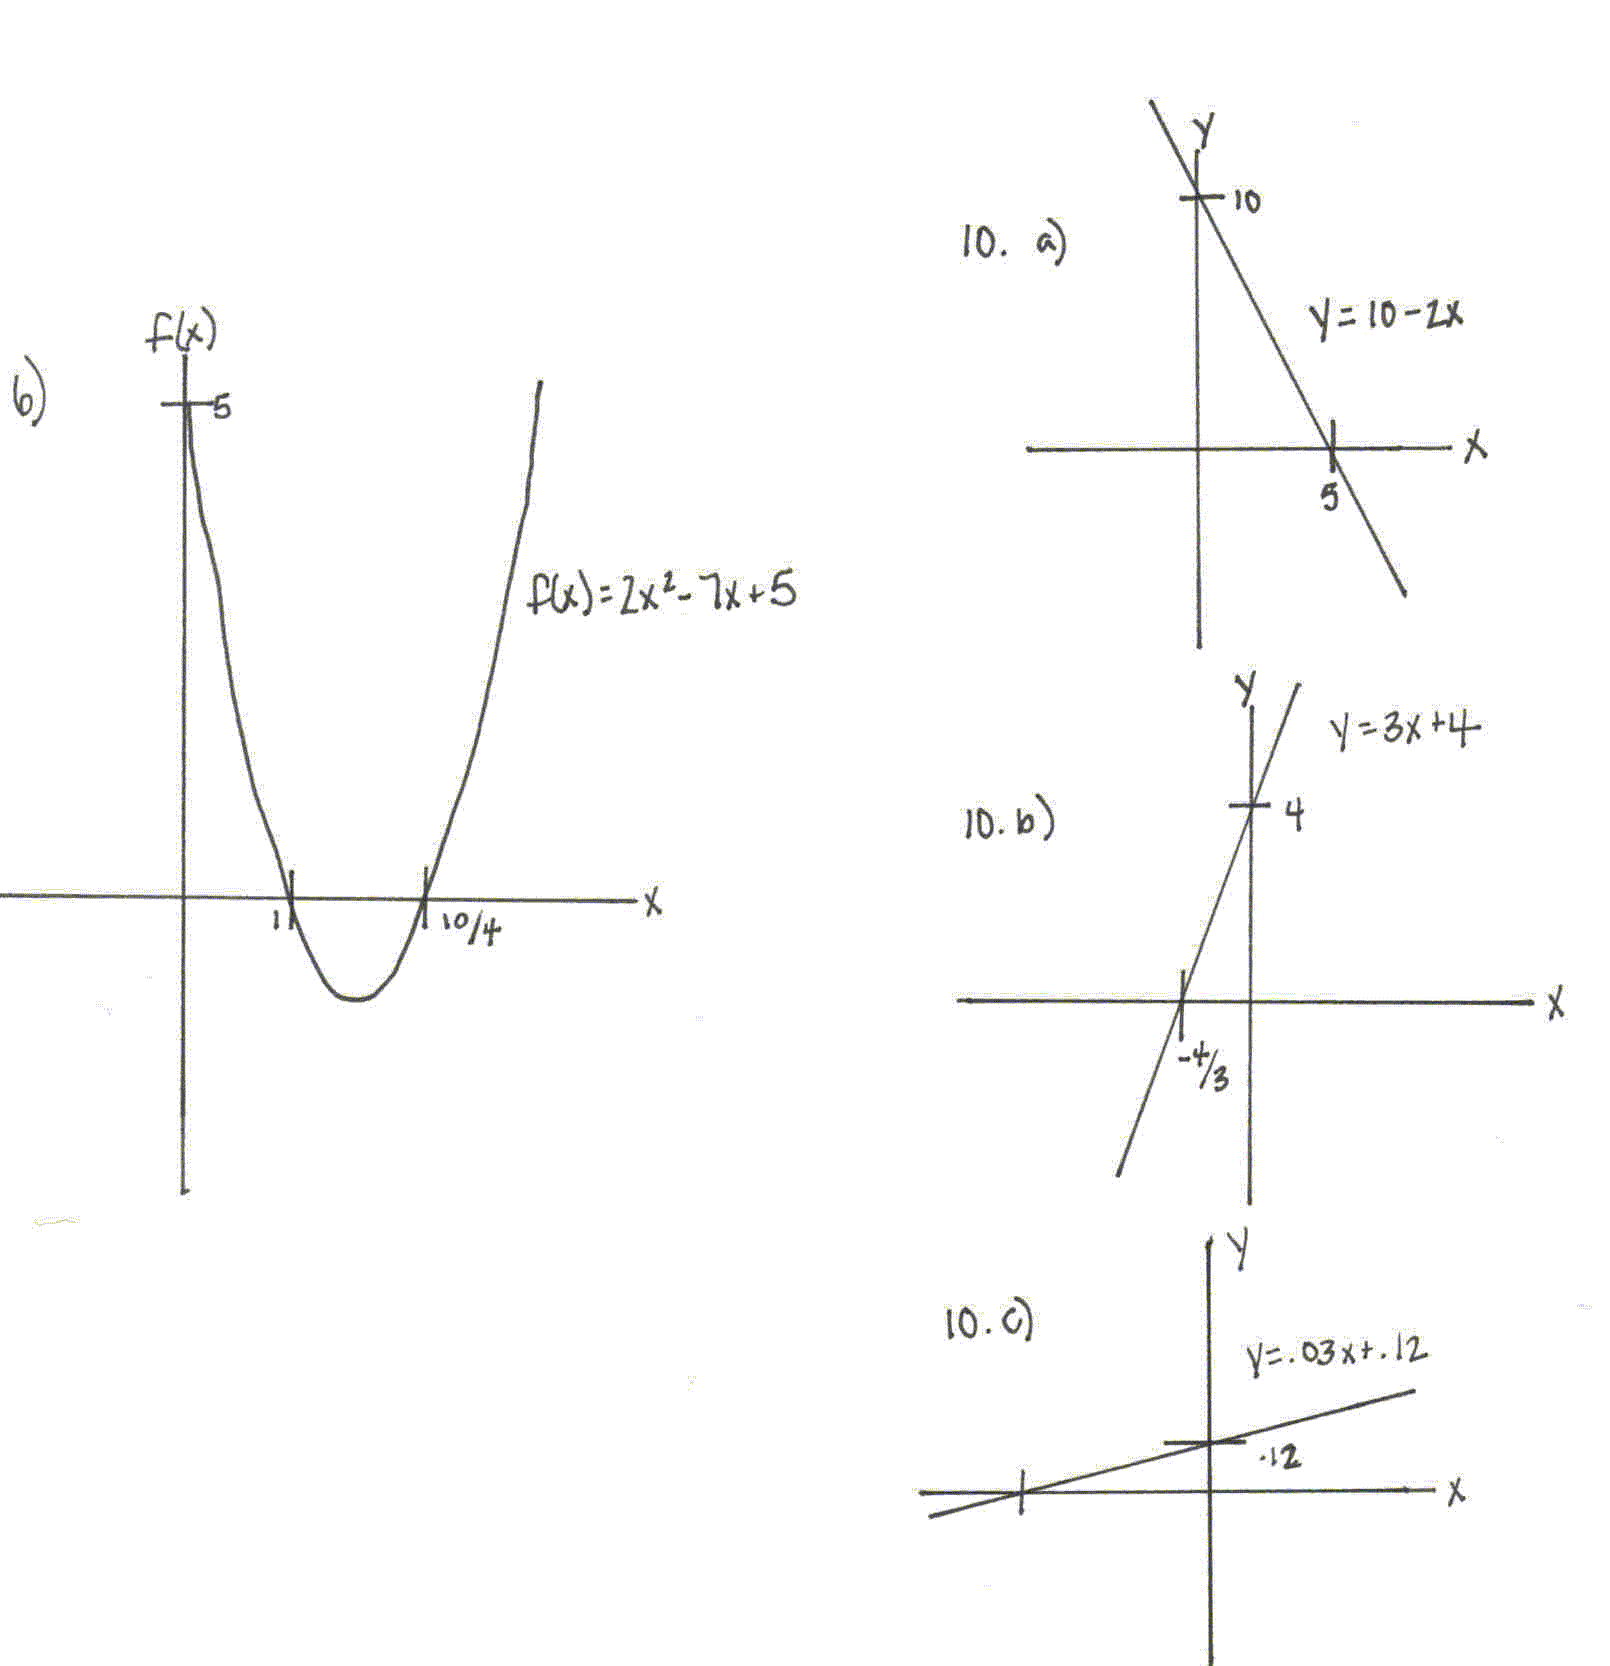 b)
f(x)
5
f(x)=2x²-7x+5
1
10/4
x
10. a)
y
10
y=10-2x
x
5
10. b)
y
y=3x+4
4
x
-4/3
10. c)
y
y=.03x+.12
.12
x